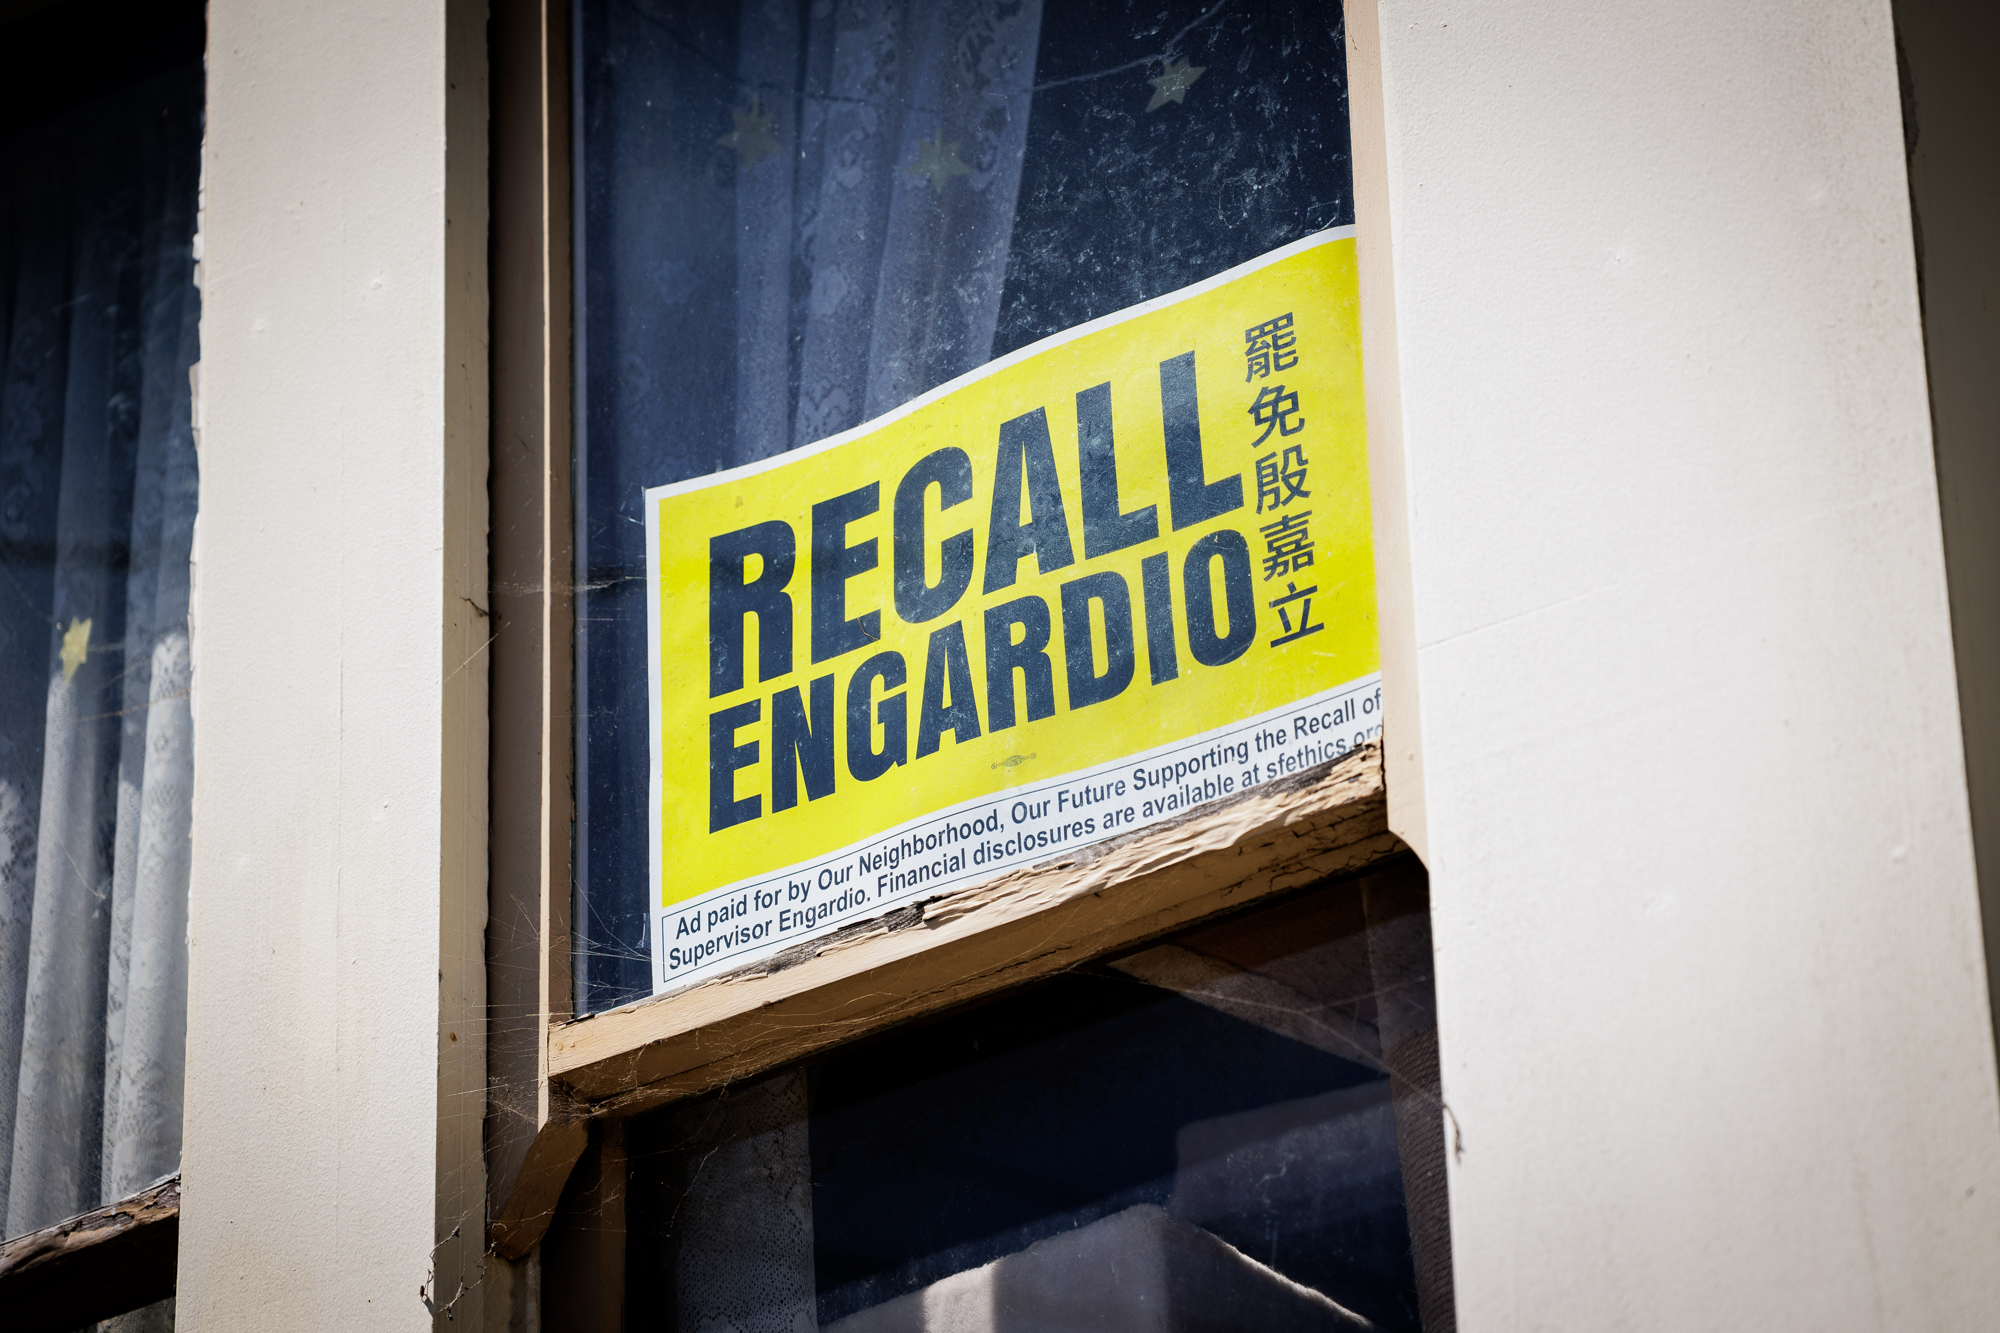 RECALL
ENGARDIO
罷免殷嘉立
Ad paid for by Our Neighborhood, Our Future Supporting the Recall of
Supervisor Engardio. Financial disclosures are available at sfethics.org